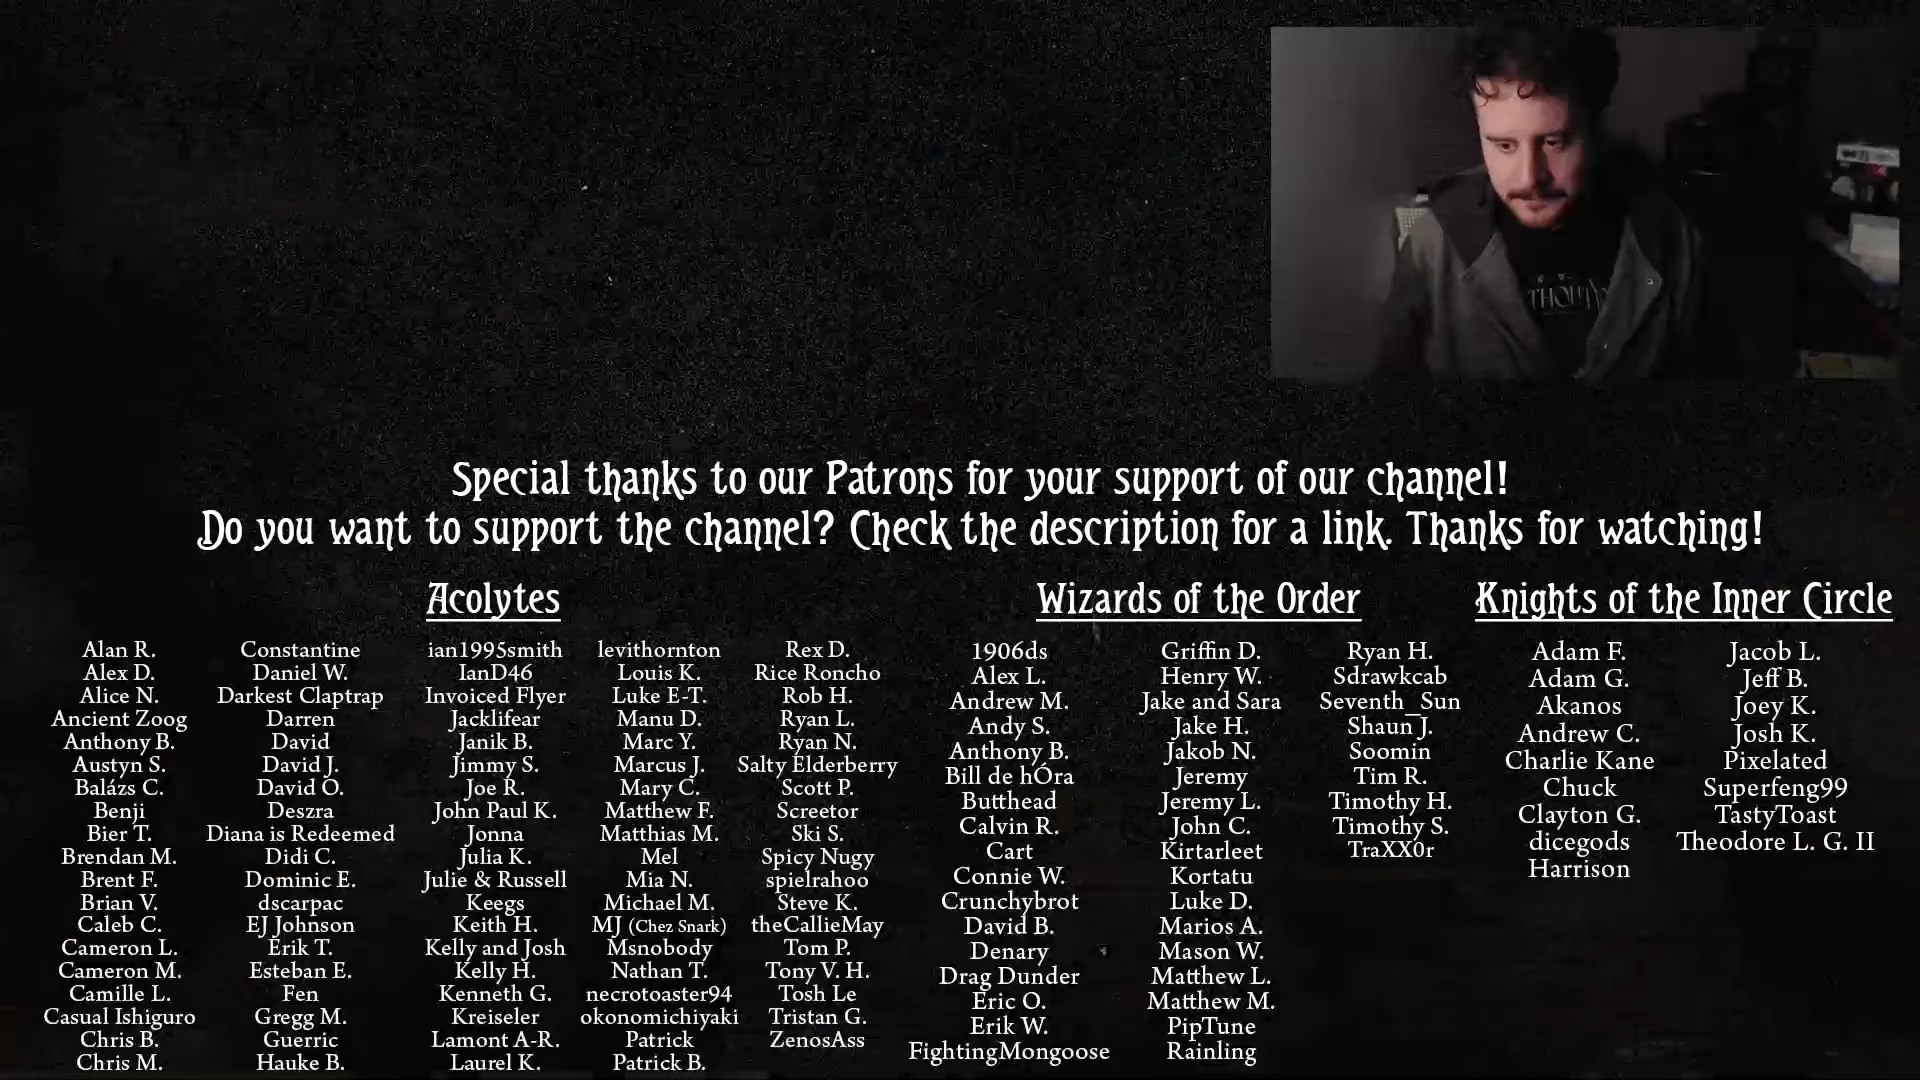 Special thanks to our Patrons for your support of our channel!
Do you want to support the channel? Check the description for a link. Thanks for watching!
Acolytes
Alan R.
Alex D.
Alice N.
Ancient Zoog
Anthony B.
Austyn S.
Balázs C.
Benji
Bier T.
Brendan M.
Brent F.
Brian V.
Caleb C.
Cameron L.
Cameron M.
Camille L.
Casual Ishiguro
Chris B.
Chris M.
Constantine
Daniel W.
Darkest Claptrap
Darren
David
David J.
David O.
Deszra
Diana is Redeemed
Didi C.
Dominic E.
dscarpac
EJ Johnson
Erik T.
Esteban E.
Fen
Gregg M.
Guerric
Hauke B.
ian1995smith
IanD46
Invoiced Flyer
Jacklifear
Janik B.
Jimmy S.
Joe R.
John Paul K.
Jonna
Julia K.
Julie & Russell
Keegs
Keith H.
Kelly and Josh
Kelly H.
Kenneth G.
Kreiseler
Lamont A-R.
Laurel K.
levithornton
Louis K.
Luke E-T.
Manu D.
Marc Y.
Marcus J.
Mary C.
Matthew F.
Matthias M.
Mel
Mia N.
Michael M.
MJ (Chez Snark)
Msnobody
Nathan T.
necrotoaster94
okonomichiyaki
Patrick
Patrick B.
Rex D.
Rice Roncho
Rob H.
Ryan L.
Ryan N.
Salty Elderberry
Scott P.
Screetor
Ski S.
Spicy Nugy
spielrahoo
Steve K.
theCallieMay
Tom P.
Tony V. H.
Tosh Le
Tristan G.
ZenosAss
Wizards of the Order
1906ds
Alex L.
Andrew M.
Andy S.
Anthony B.
Bill de hÓra
Butthead
Calvin R.
Cart
Connie W.
Crunchybrot
David B.
Denary
Drag Dunder
Eric O.
Erik W.
FightingMongoose
Griffin D.
Henry W.
Jake and Sara
Jake H.
Jakob N.
Jeremy
Jeremy L.
John C.
Kirtarleet
Kortatu
Luke D.
Marios A.
Mason W.
Matthew L.
Matthew M.
PipTune
Rainling
Ryan H.
Sdrawkcab
Seventh_Sun
Shaun J.
Soomin
Tim R.
Timothy H.
Timothy S.
TraXX0r
Knights of the Inner Circle
Adam F.
Adam G.
Akanos
Andrew C.
Charlie Kane
Chuck
Clayton G.
dicegods
Harrison
Jacob L.
Jeff B.
Joey K.
Josh K.
Pixelated
Superfeng99
TastyToast
Theodore L. G. II